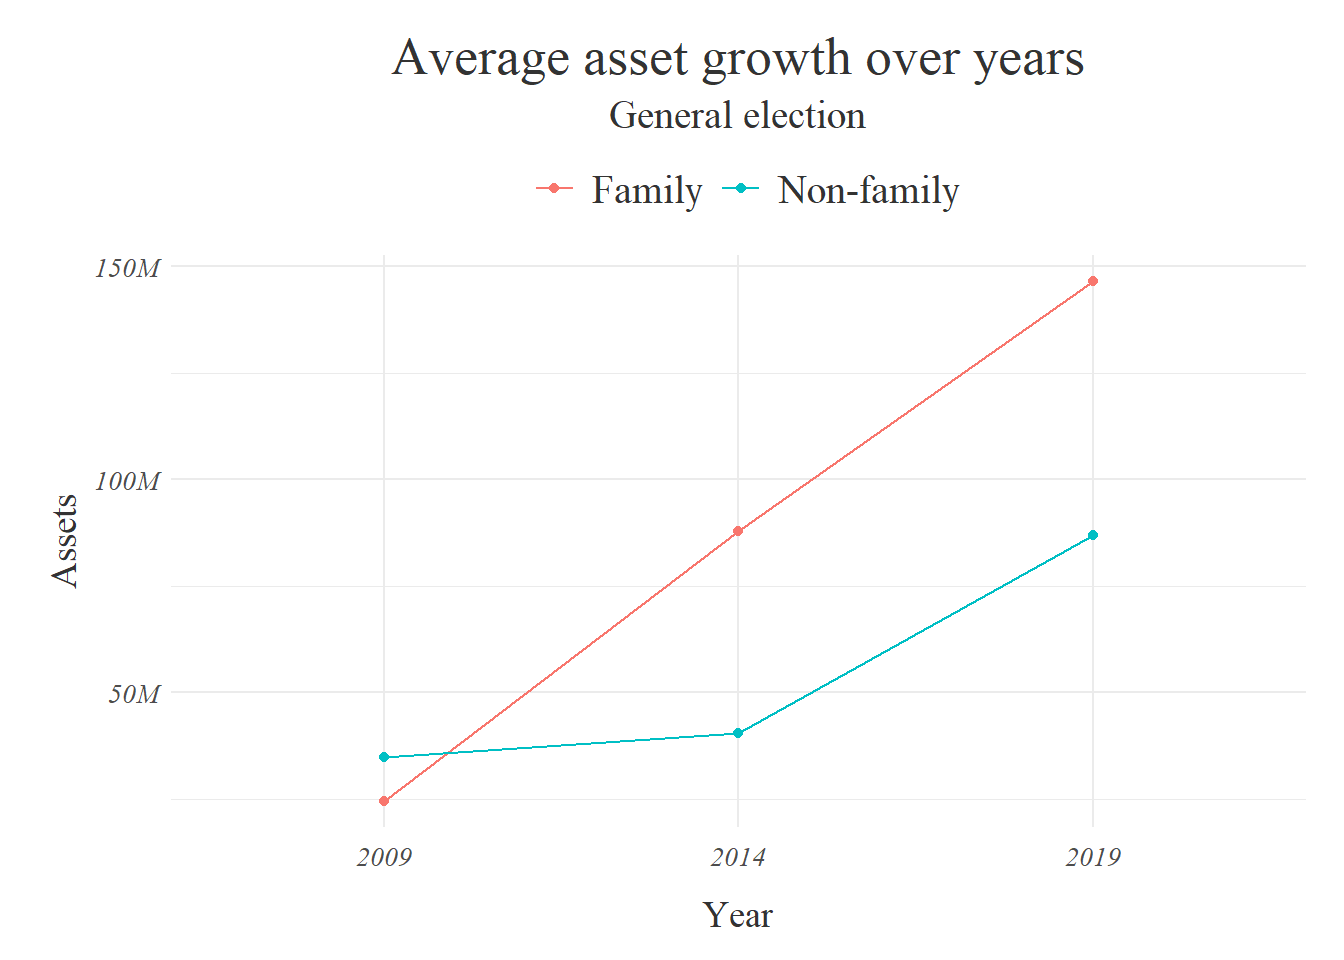 Average asset growth over years
General election
Family Non-family
150M
100M
50M
Assets
2009 2014 2019
Year